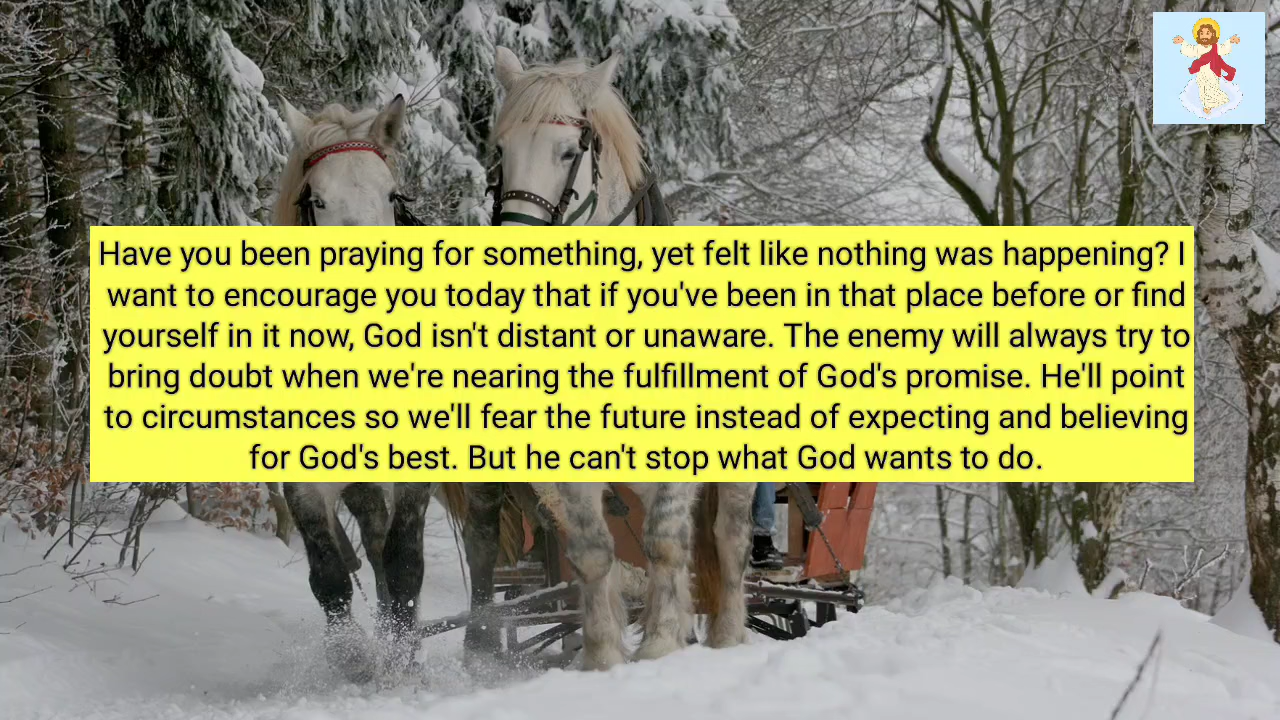 Have you been praying for something, yet felt like nothing was happening? I
want to encourage you today that if you've been in that place before or find
yourself in it now, God isn't distant or unaware. The enemy will always try to
bring doubt when we're nearing the fulfillment of God's promise. He'll point
to circumstances so we'll fear the future instead of expecting and believing
for God's best. But he can't stop what God wants to do.